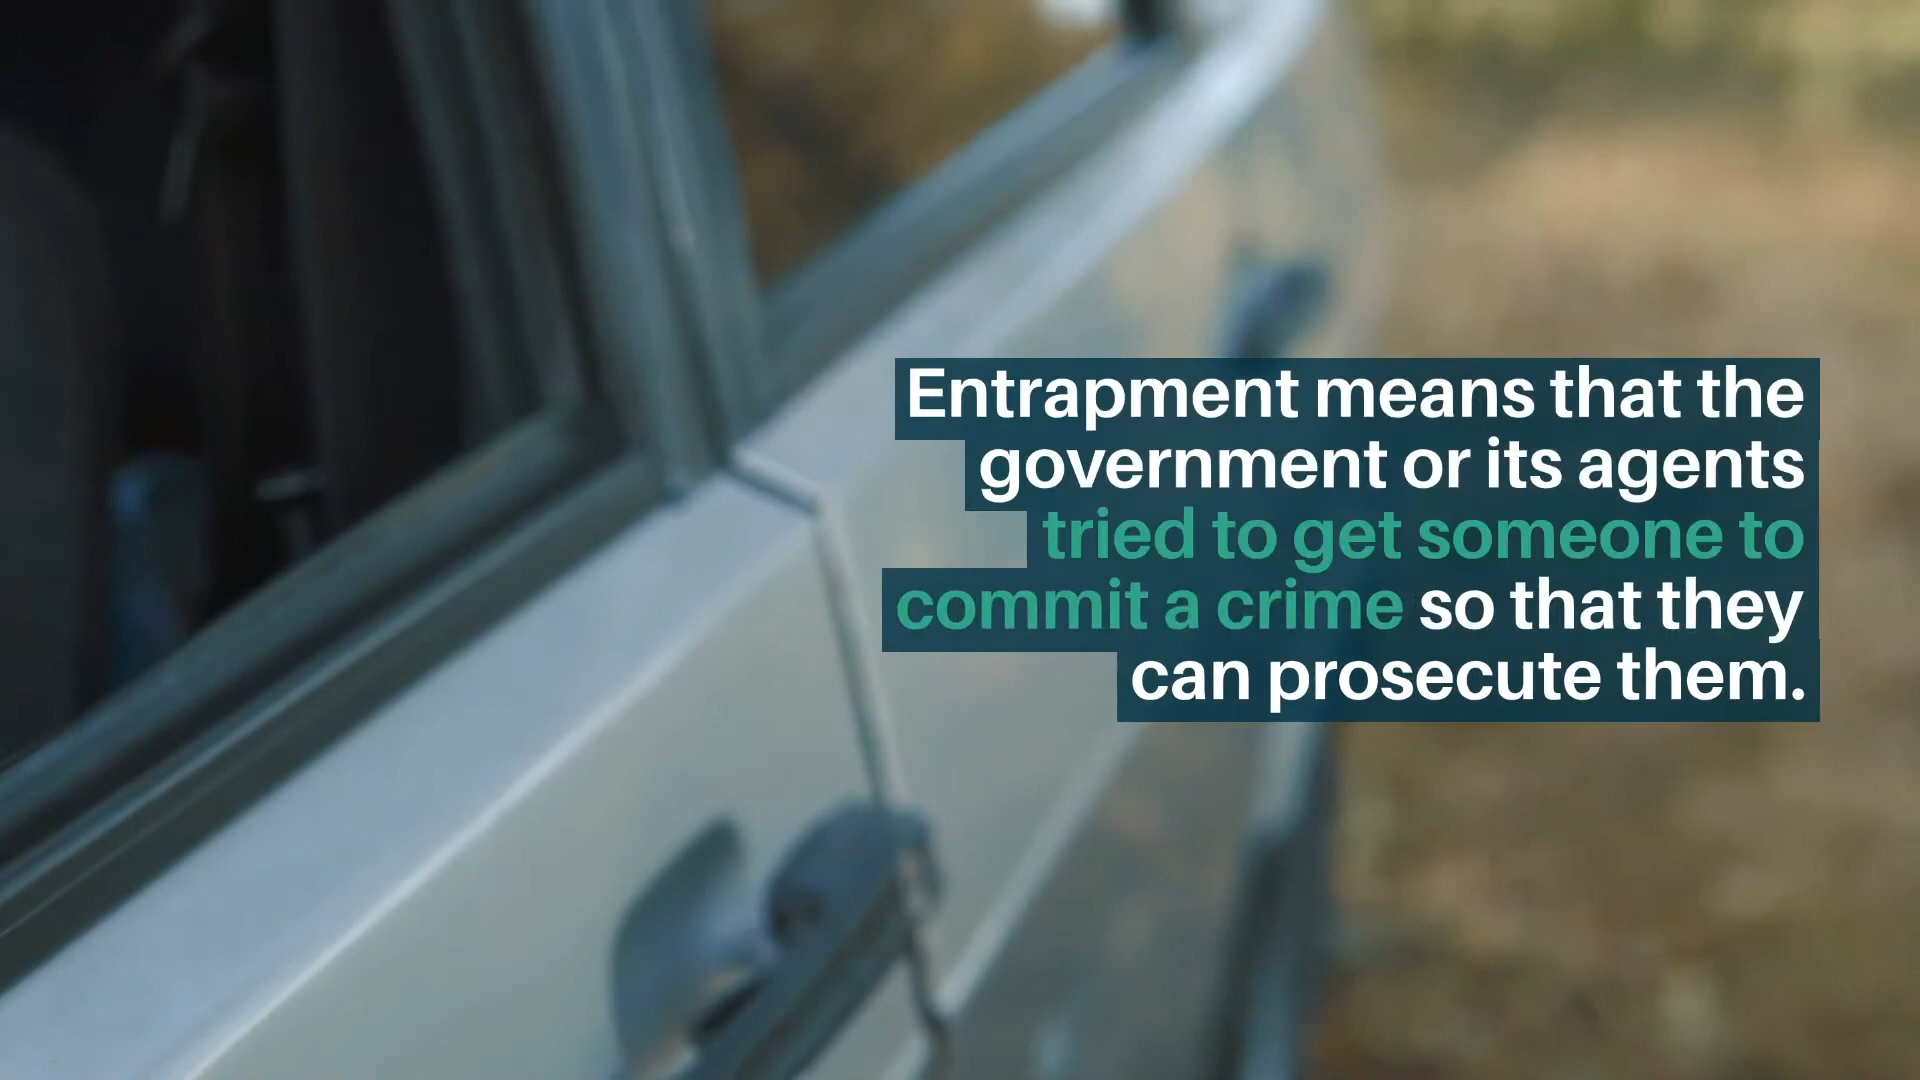 Entrapment means that the
government or its agents
tried to get someone to
commit a crime so that they
can prosecute them.